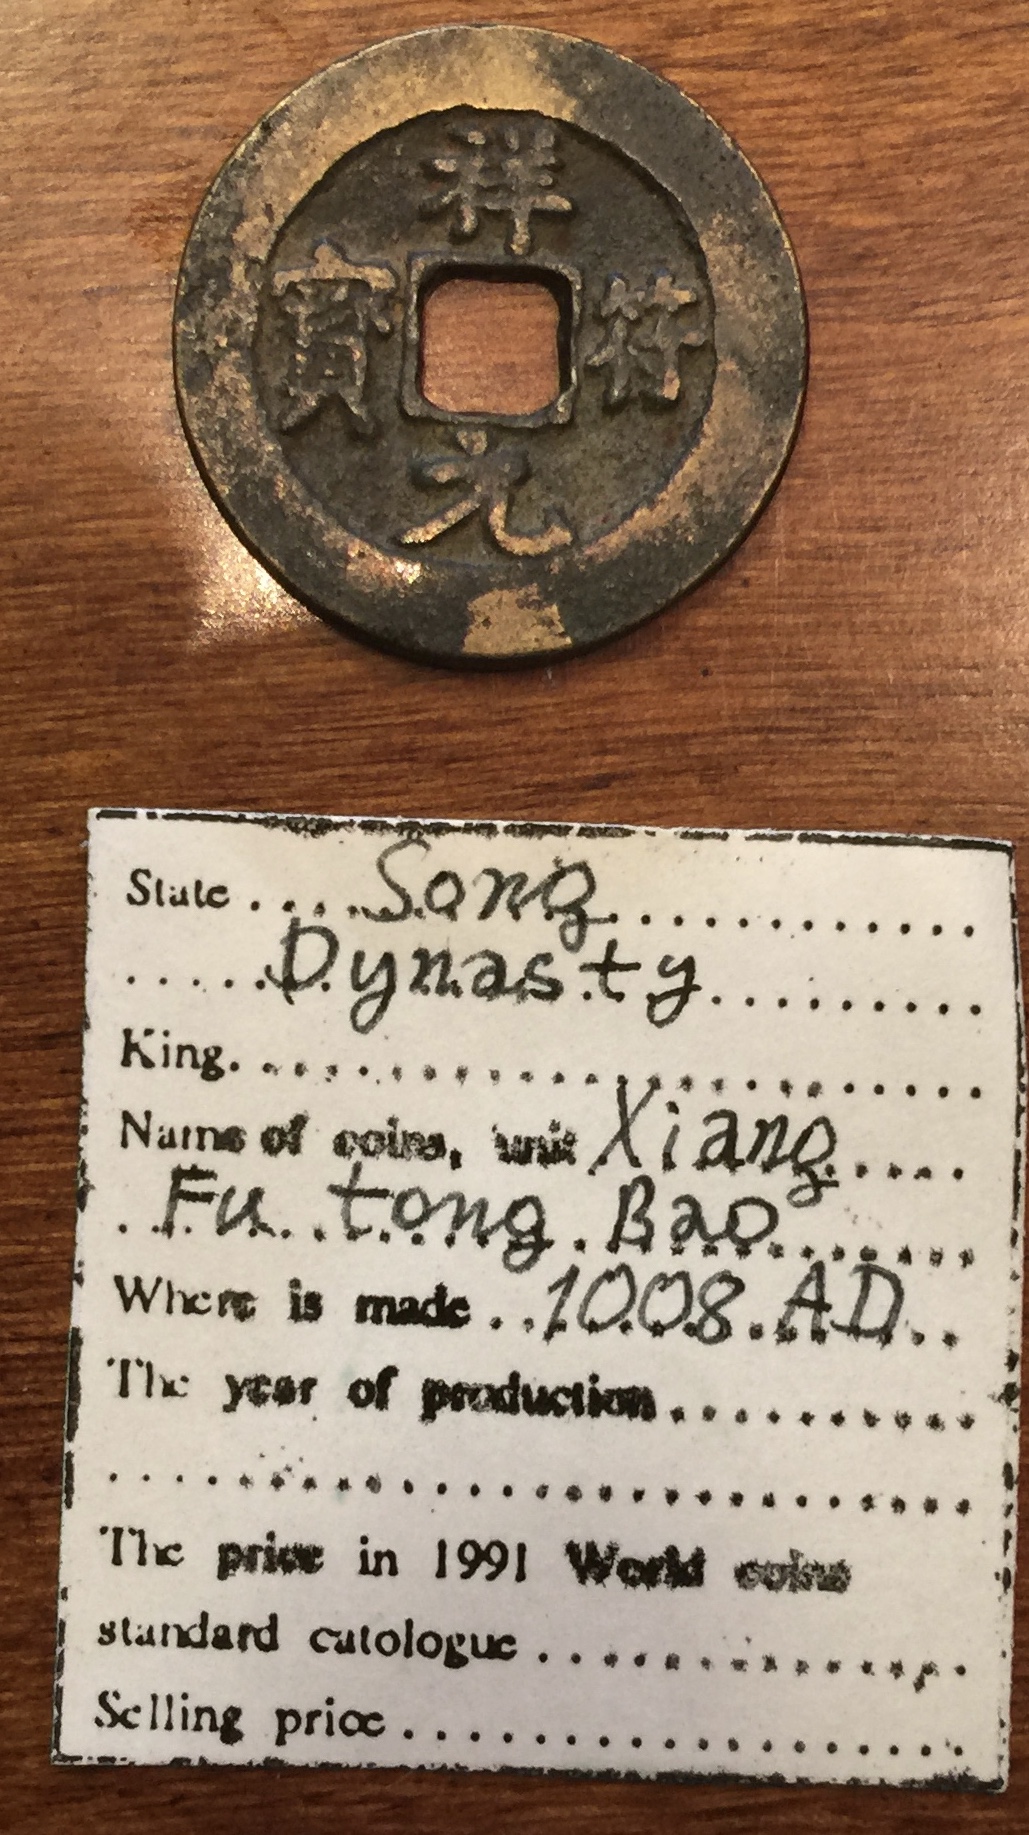 祥
寶 符
元
State .... Song ............
..... Dynasty .........
King. ........................
Name of coins, unit Xiang ....
... Fu .. tong . Bao .........
Where is made .. 1008 . AD ..
The year of production ..........
..........................
The price in 1991 World coins
standard catologue ..............
Selling price .................